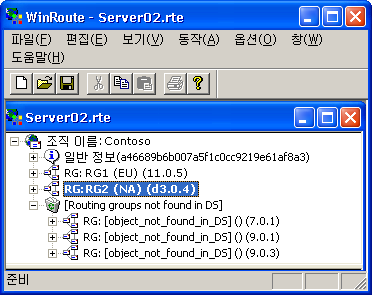 WinRoute - Server02.rte
파일(F) 편집(E) 보기(V) 동작(A) 옵션(O) 창(W)
도움말(H)
Server02.rte
조직 이름: Contoso
일반 정보(a46689b6b007a5f1c0cc9219e61af8a3)
RG: RG1 (EU) (11.0.5)
RG: RG2 (NA) (d3.0.4)
[Routing groups not found in DS]
RG: [object_not_found_in_DS] () (7.0.1)
RG: [object_not_found_in_DS] () (9.0.1)
RG: [object_not_found_in_DS] () (9.0.3)
준비